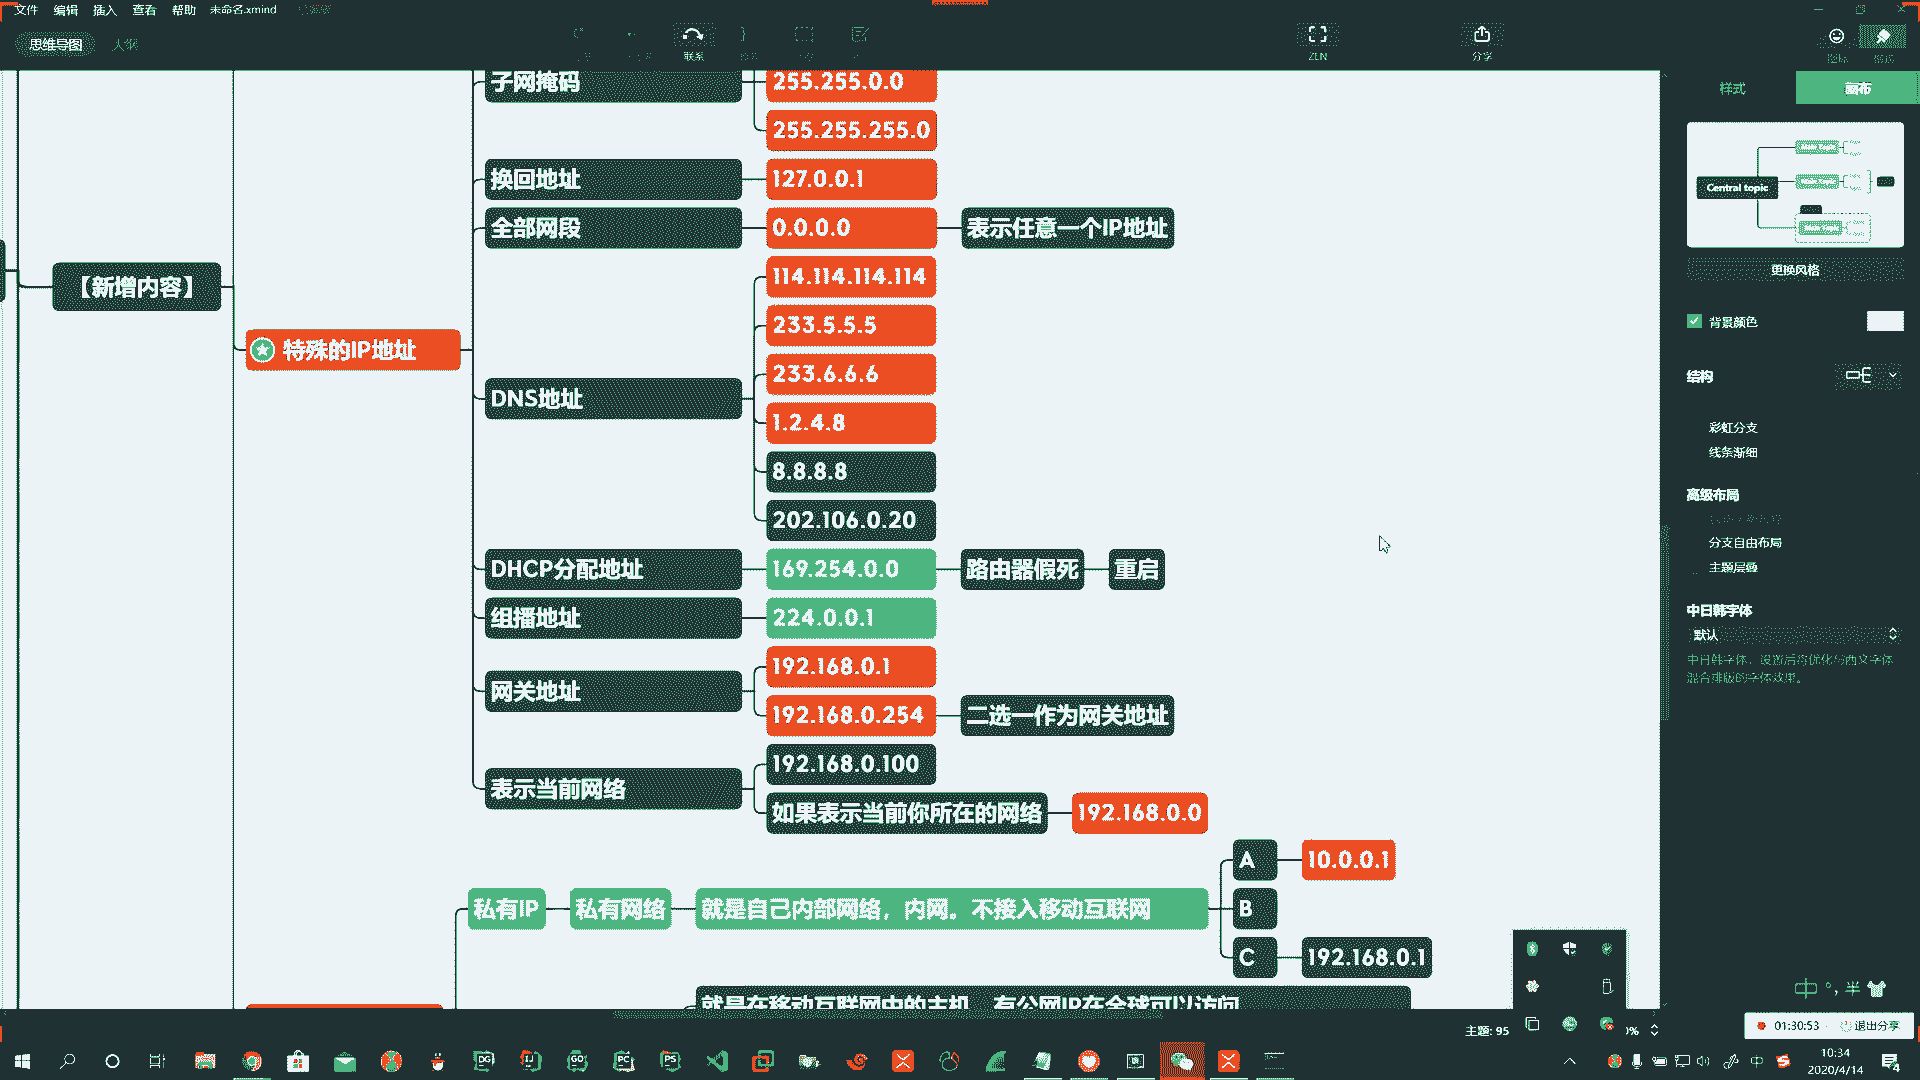 文件 编辑 插入 查看 帮助 未命名.xmind
思维导图 大纲
联系 ZEN 分享
样式 画布
子网掩码 255.255.0.0
255.255.255.0
换回地址 127.0.0.1
全部网段 0.0.0.0 表示任意一个IP地址
【新增内容】
特殊的IP地址
DNS地址
114.114.114.114
233.5.5.5
233.6.6.6
1.2.4.8
8.8.8.8
202.106.0.20
DHCP分配地址 169.254.0.0 路由器假死 重启
组播地址 224.0.0.1
网关地址 192.168.0.1
192.168.0.254 二选一作为网关地址
表示当前网络 192.168.0.100
如果表示当前你所在的网络 192.168.0.0
私有IP 私有网络 就是自己内部网络，内网。不接入移动互联网
A 10.0.0.1
B
C 192.168.0.1
就是在移动互联网中的主机 有公网IP在全球可以访问
Central topic
更换风格
背景颜色
结构
彩虹分支
线条渐细
高级布局
分支自由布局
主题层叠
中日韩字体
默认
中日韩字体，设置后将优化与西文字体
混合排版的字体效果。
中 °, 半
主题: 95
01:30:53 退出分享
DG IJ GO PC PS
中
10:34
2020/4/14